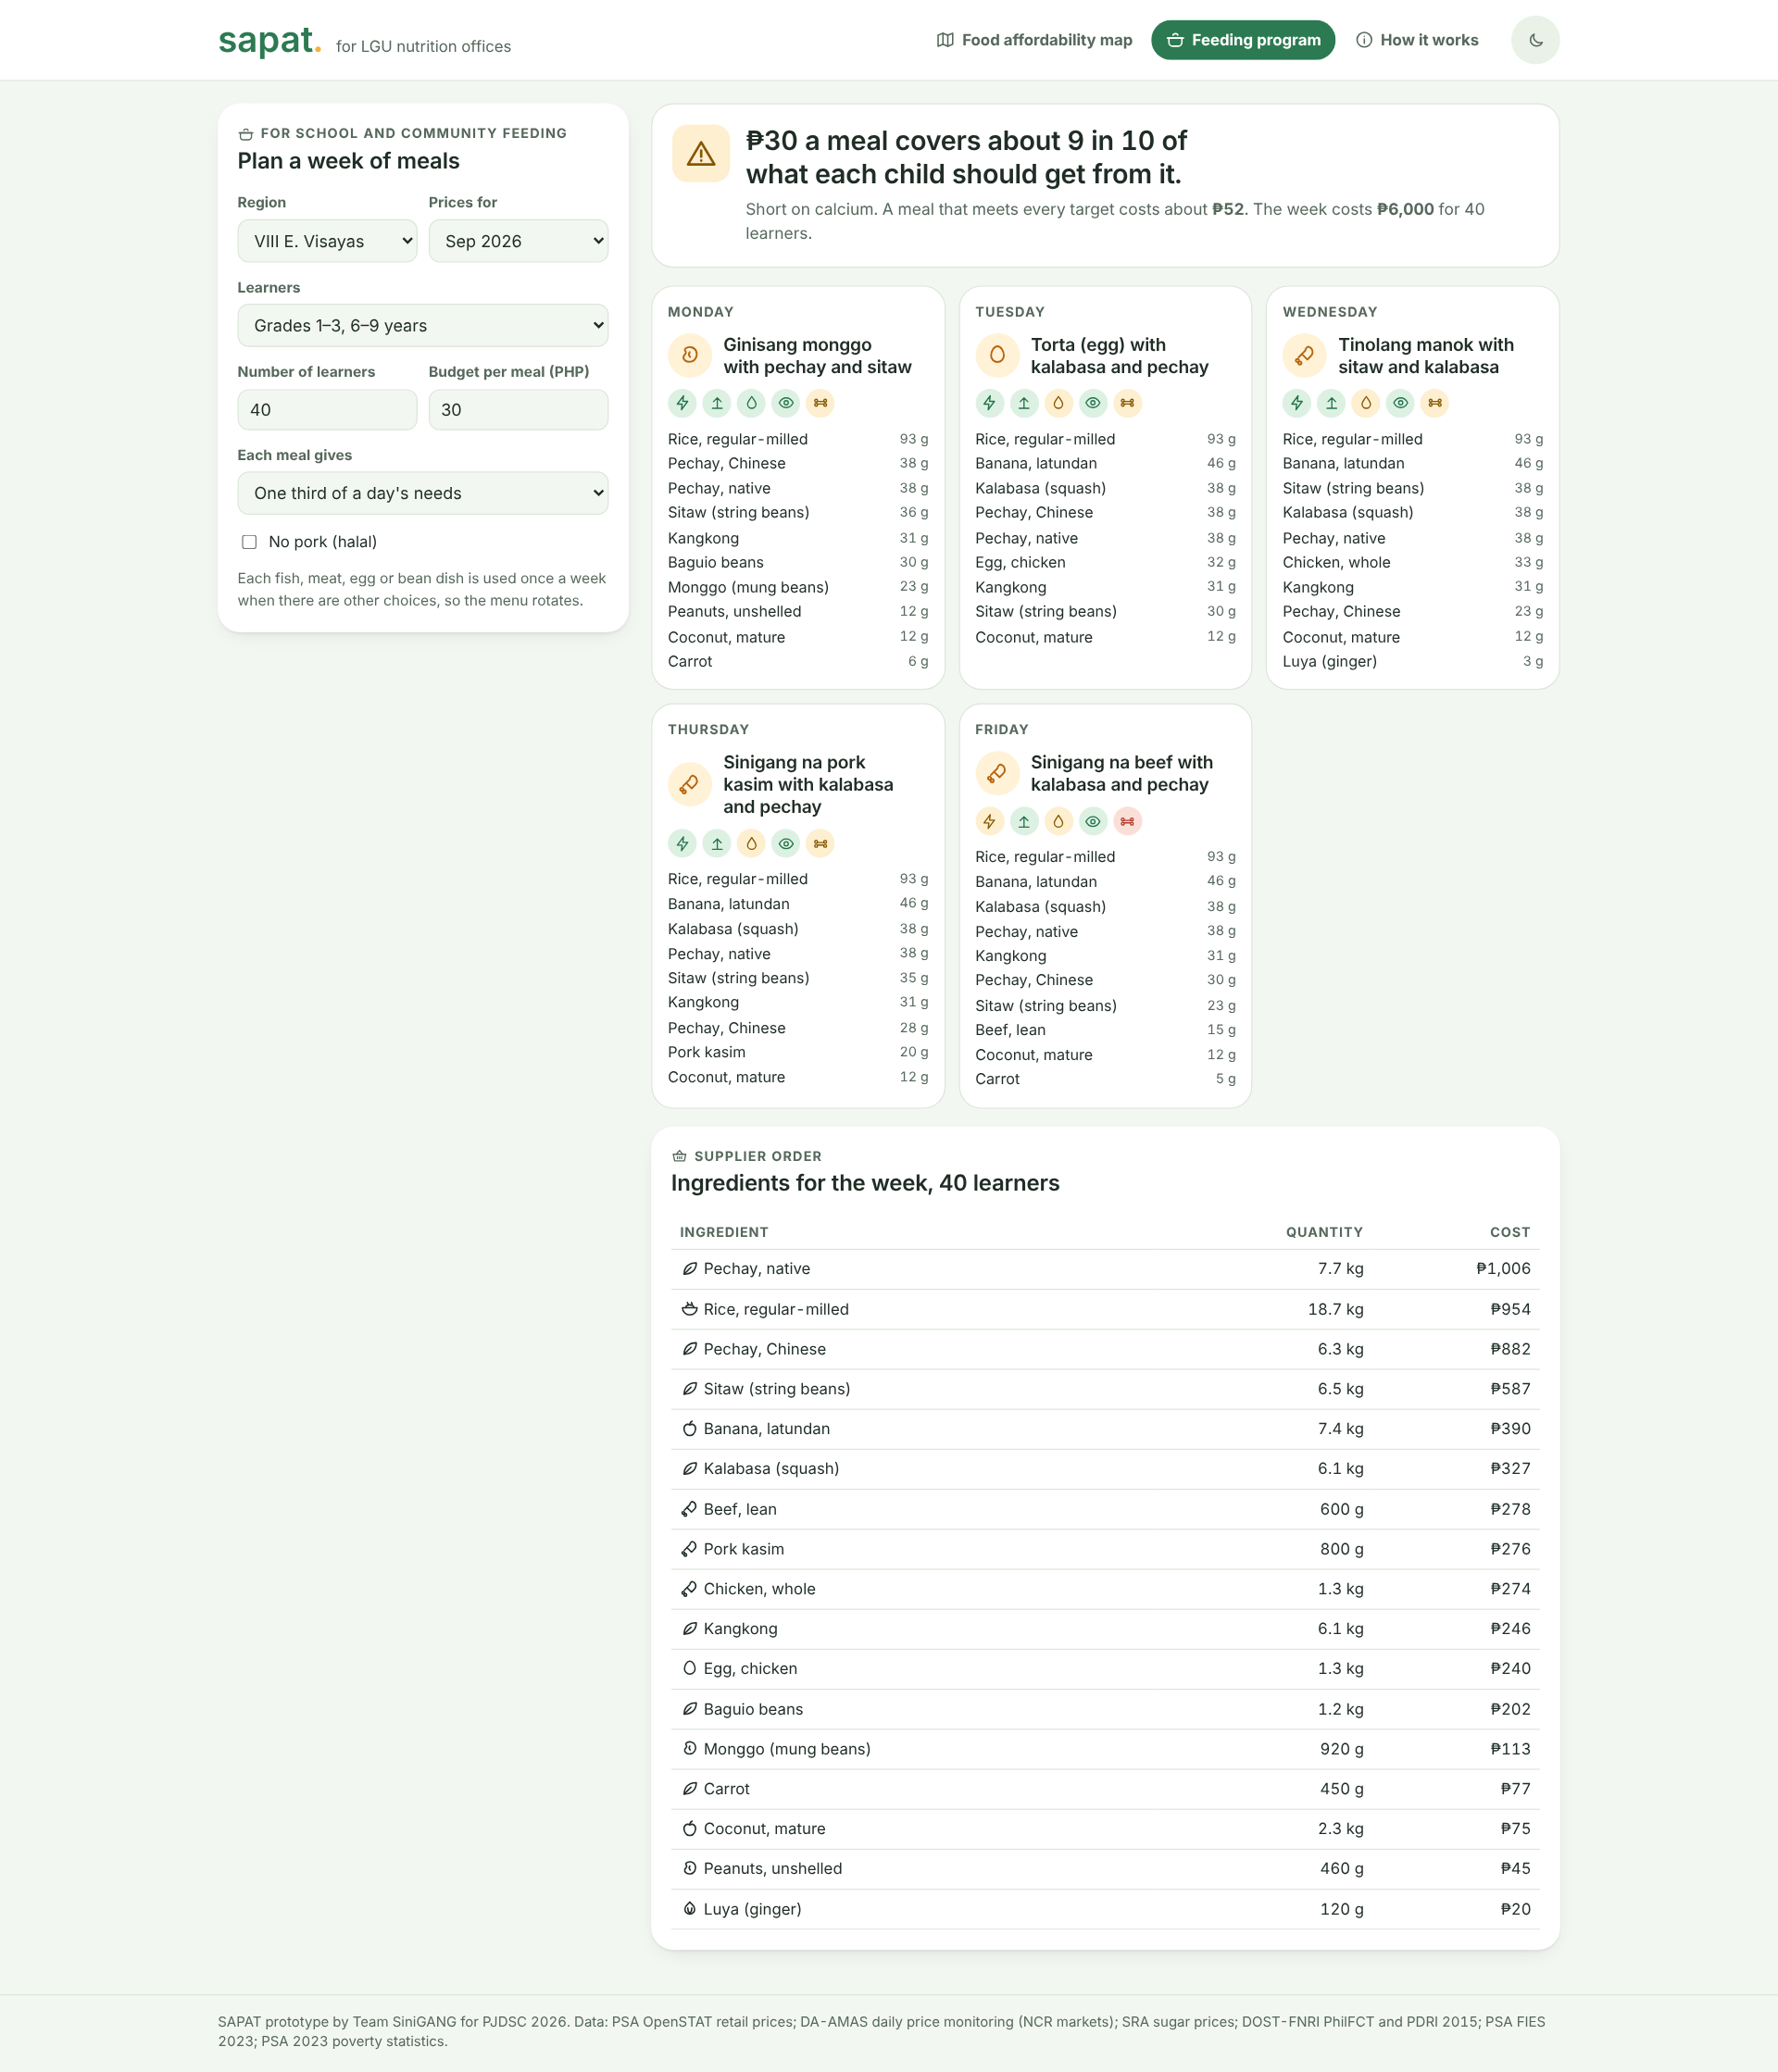 sapat. for LGU nutrition offices
Food affordability map
Feeding program
How it works
FOR SCHOOL AND COMMUNITY FEEDING
Plan a week of meals
Region
Prices for
VIII E. Visayas
Sep 2026
Learners
Grades 1–3, 6–9 years
Number of learners
Budget per meal (PHP)
40
30
Each meal gives
One third of a day's needs
No pork (halal)
Each fish, meat, egg or bean dish is used once a week
when there are other choices, so the menu rotates.
₱30 a meal covers about 9 in 10 of
what each child should get from it.
Short on calcium. A meal that meets every target costs about ₱52. The week costs ₱6,000 for 40
learners.
MONDAY
Ginisang monggo
with pechay and sitaw
Rice, regular-milled 93 g
Pechay, Chinese 38 g
Pechay, native 38 g
Sitaw (string beans) 36 g
Kangkong 31 g
Baguio beans 30 g
Monggo (mung beans) 23 g
Peanuts, unshelled 12 g
Coconut, mature 12 g
Carrot 6 g
TUESDAY
Torta (egg) with
kalabasa and pechay
Rice, regular-milled 93 g
Banana, latundan 46 g
Kalabasa (squash) 38 g
Pechay, Chinese 38 g
Pechay, native 38 g
Egg, chicken 32 g
Kangkong 31 g
Sitaw (string beans) 30 g
Coconut, mature 12 g
WEDNESDAY
Tinolang manok with
sitaw and kalabasa
Rice, regular-milled 93 g
Banana, latundan 46 g
Sitaw (string beans) 38 g
Kalabasa (squash) 38 g
Pechay, native 38 g
Chicken, whole 33 g
Kangkong 31 g
Pechay, Chinese 23 g
Coconut, mature 12 g
Luya (ginger) 3 g
THURSDAY
Sinigang na pork
kasim with kalabasa
and pechay
Rice, regular-milled 93 g
Banana, latundan 46 g
Kalabasa (squash) 38 g
Pechay, native 38 g
Sitaw (string beans) 35 g
Kangkong 31 g
Pechay, Chinese 28 g
Pork kasim 20 g
Coconut, mature 12 g
FRIDAY
Sinigang na beef with
kalabasa and pechay
Rice, regular-milled 93 g
Banana, latundan 46 g
Kalabasa (squash) 38 g
Pechay, native 38 g
Kangkong 31 g
Pechay, Chinese 30 g
Sitaw (string beans) 23 g
Beef, lean 15 g
Coconut, mature 12 g
Carrot 5 g
SUPPLIER ORDER
Ingredients for the week, 40 learners
INGREDIENT QUANTITY COST
Pechay, native 7.7 kg ₱1,006
Rice, regular-milled 18.7 kg ₱954
Pechay, Chinese 6.3 kg ₱882
Sitaw (string beans) 6.5 kg ₱587
Banana, latundan 7.4 kg ₱390
Kalabasa (squash) 6.1 kg ₱327
Beef, lean 600 g ₱278
Pork kasim 800 g ₱276
Chicken, whole 1.3 kg ₱274
Kangkong 6.1 kg ₱246
Egg, chicken 1.3 kg ₱240
Baguio beans 1.2 kg ₱202
Monggo (mung beans) 920 g ₱113
Carrot 450 g ₱77
Coconut, mature 2.3 kg ₱75
Peanuts, unshelled 460 g ₱45
Luya (ginger) 120 g ₱20
SAPAT prototype by Team SiniGANG for PJDSC 2026. Data: PSA OpenSTAT retail prices; DA-AMAS daily price monitoring (NCR markets); SRA sugar prices; DOST-FNRI PhilFCT and PDRI 2015; PSA FIES
2023; PSA 2023 poverty statistics.